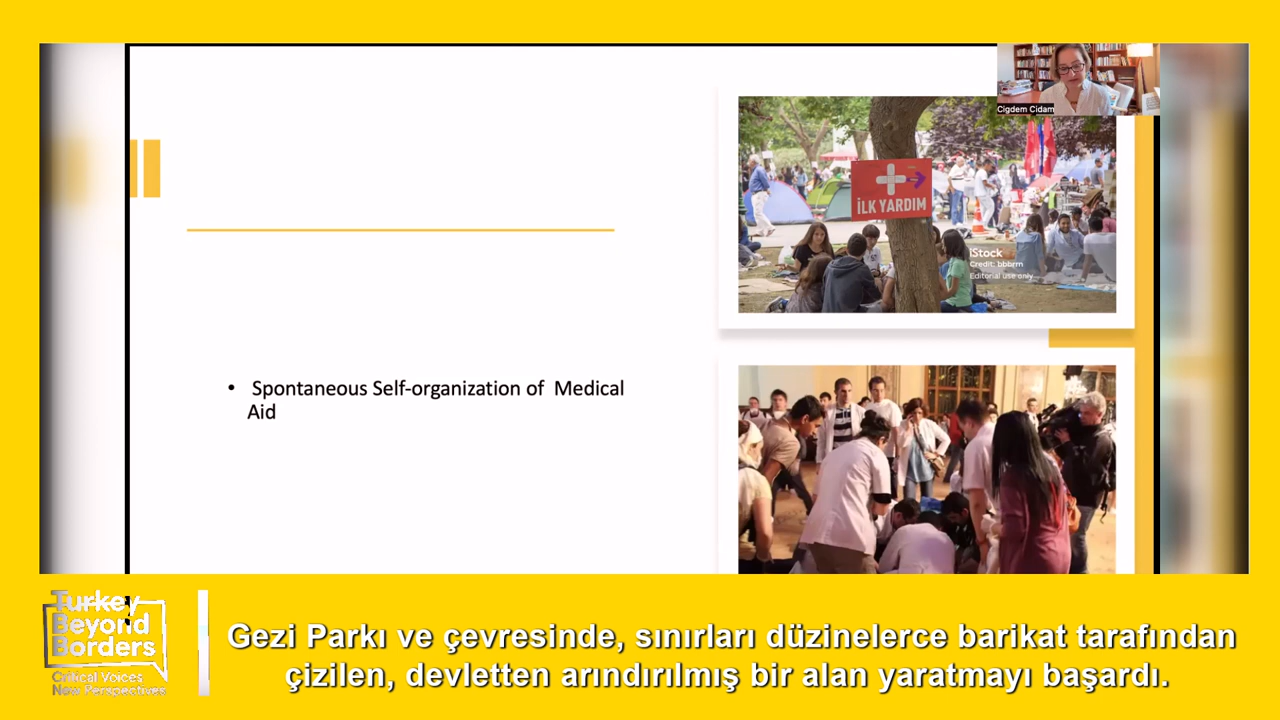 Cigdem Cidam
İLK YARDIM
iStock
Credit: bbbrm
Editorial use only
• Spontaneous Self-organization of Medical
Aid
Turkey
Beyond
Borders
Critical Voices
New Perspectives
Gezi Parkı ve çevresinde, sınırları düzinelerce barikat tarafından
çizilen, devletten arındırılmış bir alan yaratmayı başardı.